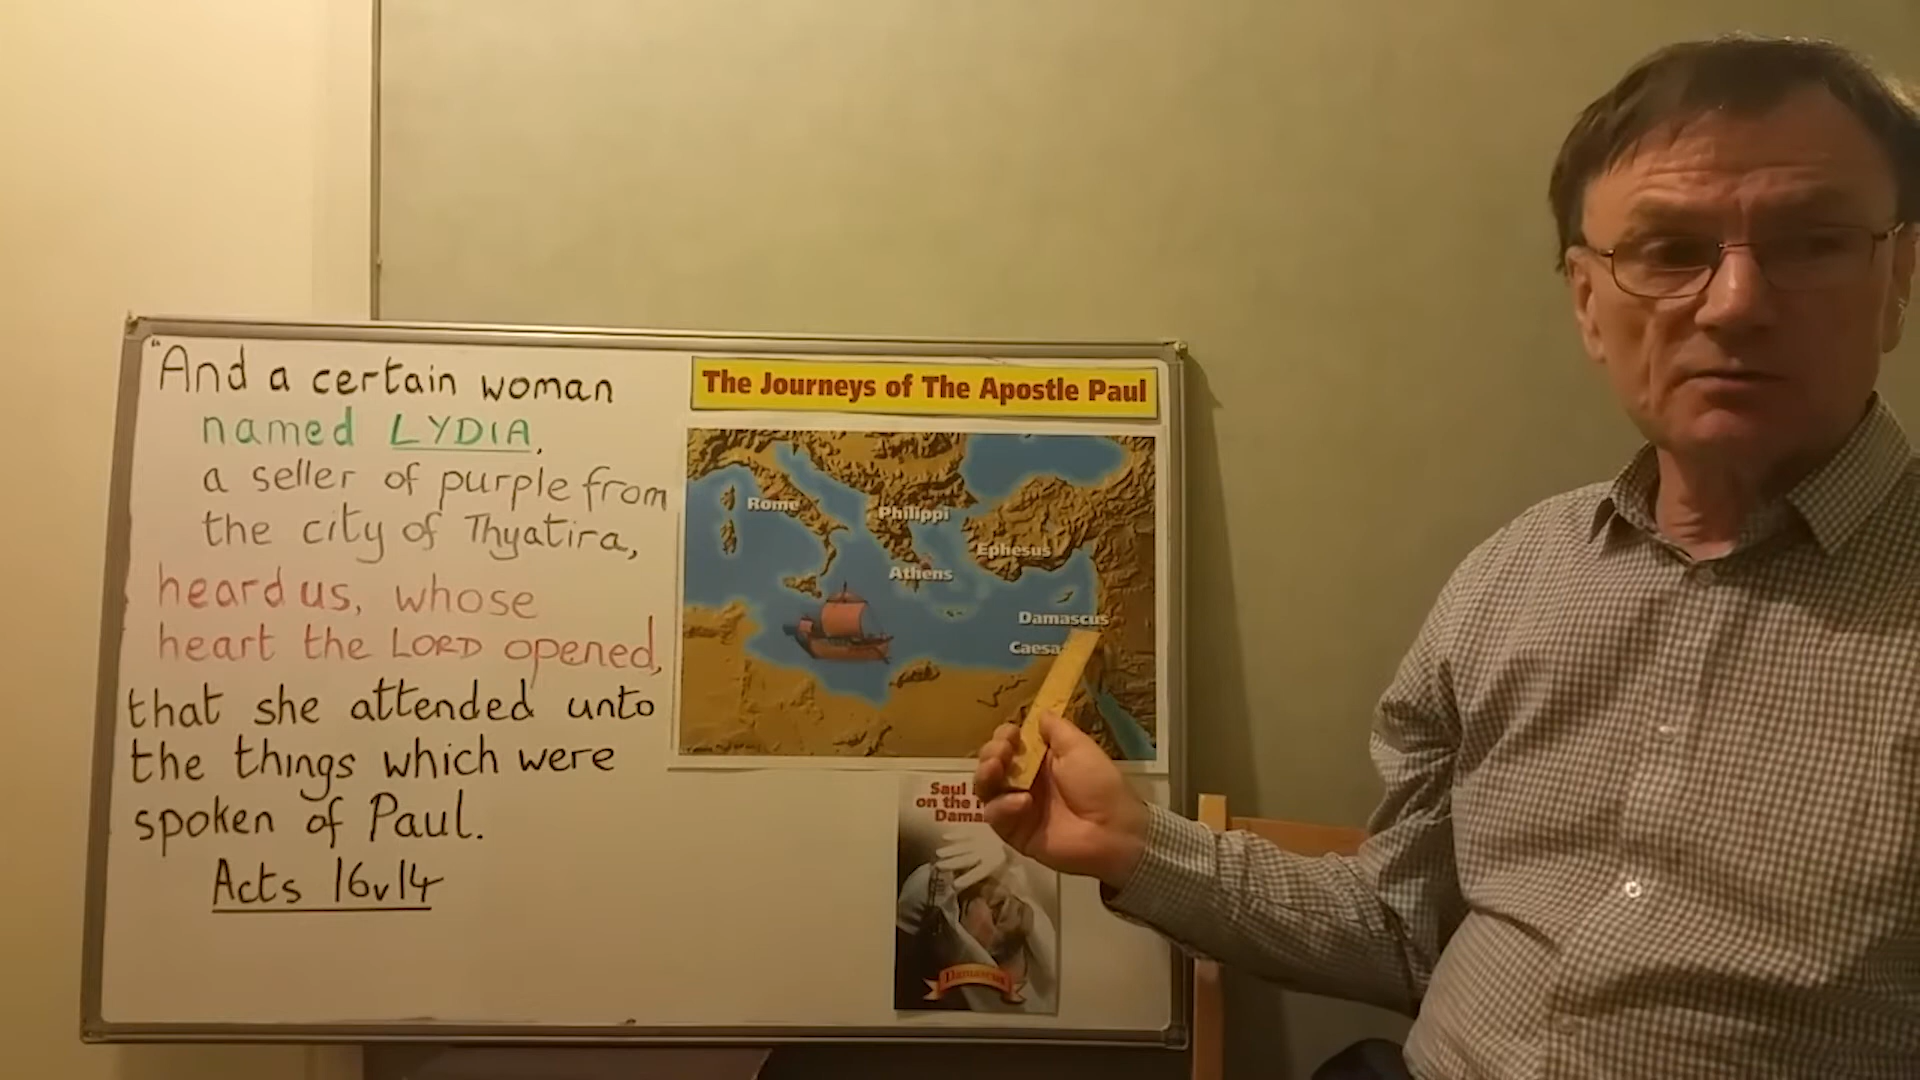 "And a certain woman
named LYDIA,
a seller of purple from
the city of Thyatira,
heard us, whose
heart the LORD opened,
that she attended unto
the things which were
spoken of Paul.
Acts 16v14
The Journeys of The Apostle Paul
Rome
Philippi
Ephesus
Athens
Damascus
Saul
on the
Damascus